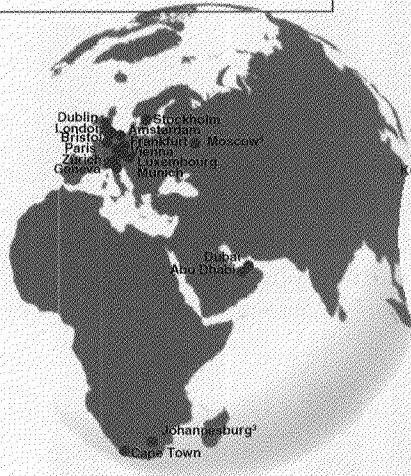 Dublin
London
Bristol
Paris
Zurich
Geneva
Stockholm
Amsterdam
Frankfurt
Moscow¹
Vienna
Luxembourg
Munich
Dubai
Abu Dhabi
Johannesburg³
Cape Town